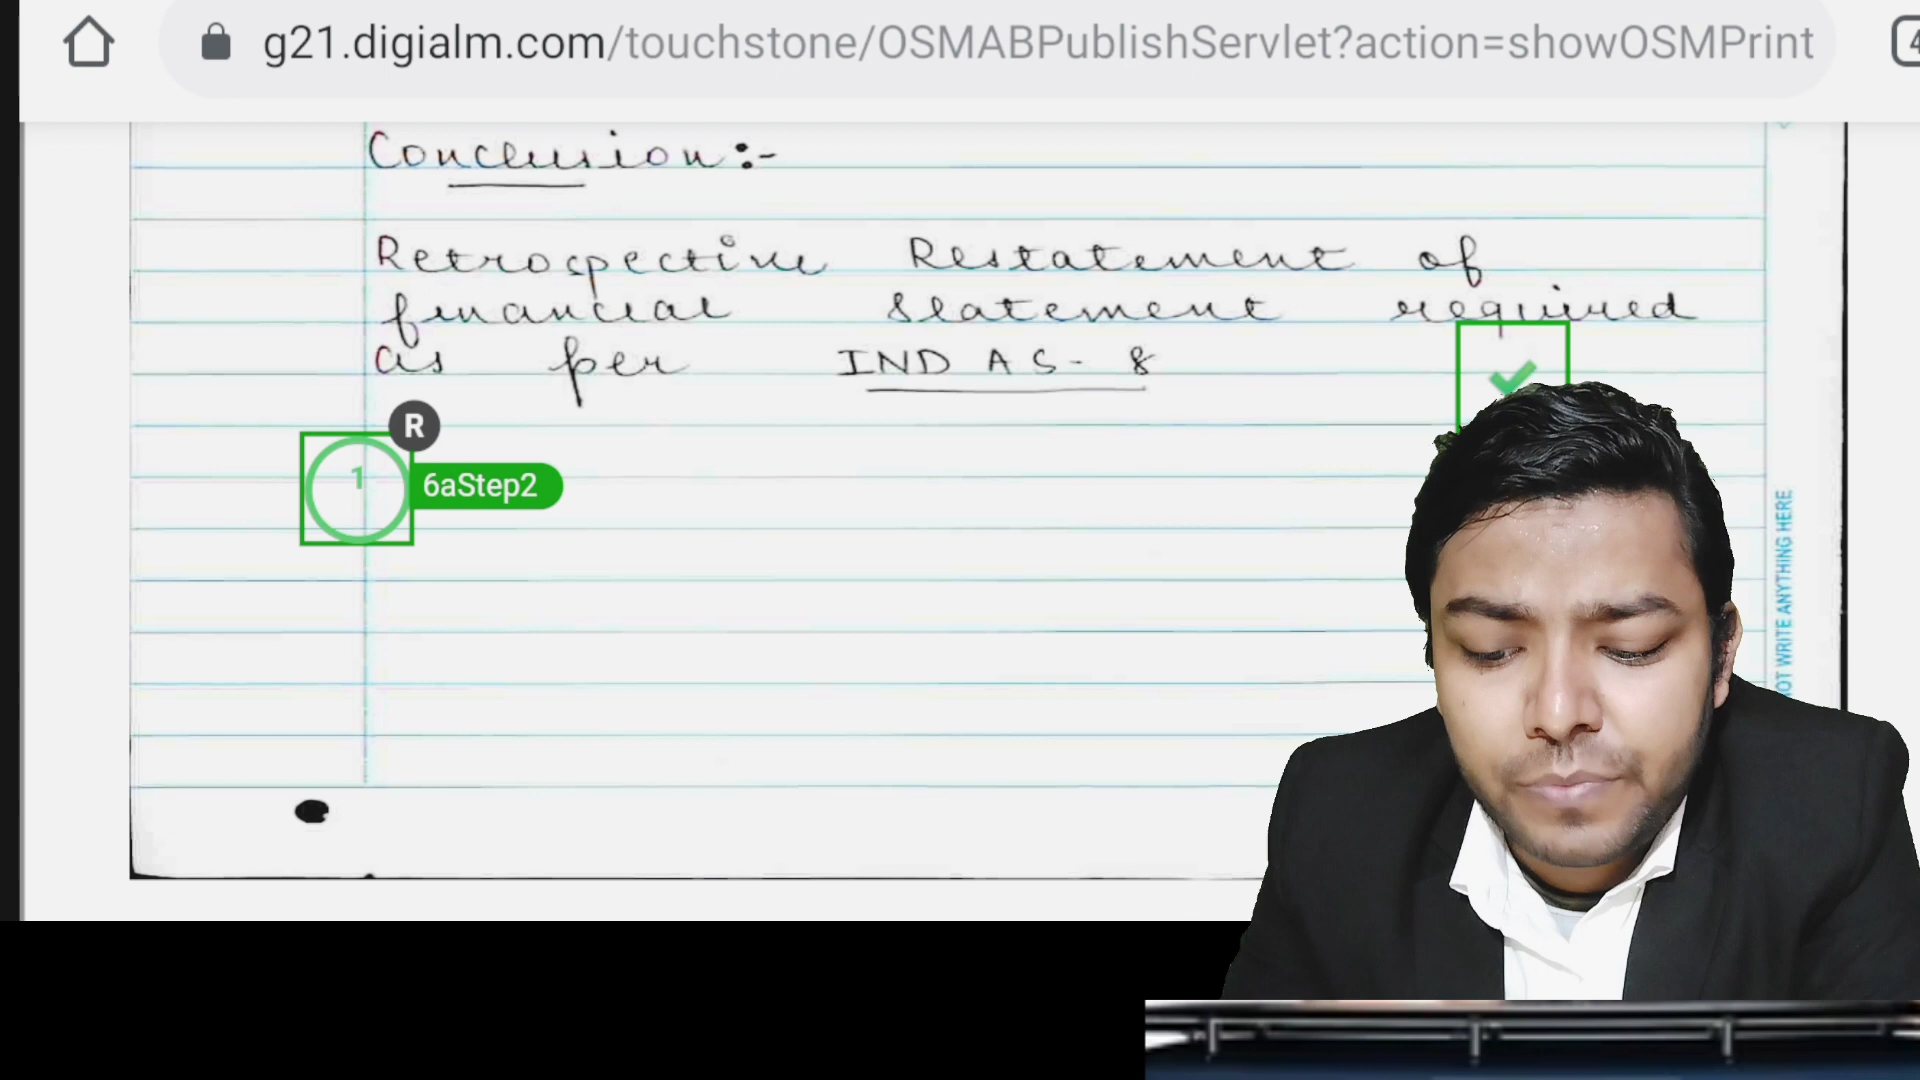 g21.digialm.com/touchstone/OSMABPublishServlet?action=showOSMPrint
4
Conclusion:-
Retrospective Restatement of
financial Statement required
as per IND AS- 8
R
1
6aStep2
OT WRITE ANYTHING HERE